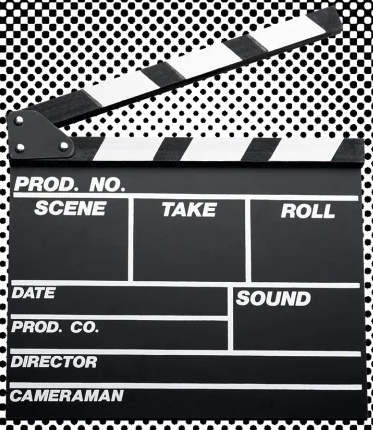 PROD. NO.
SCENE TAKE ROLL
DATE
SOUND
PROD. CO.
DIRECTOR
CAMERAMAN